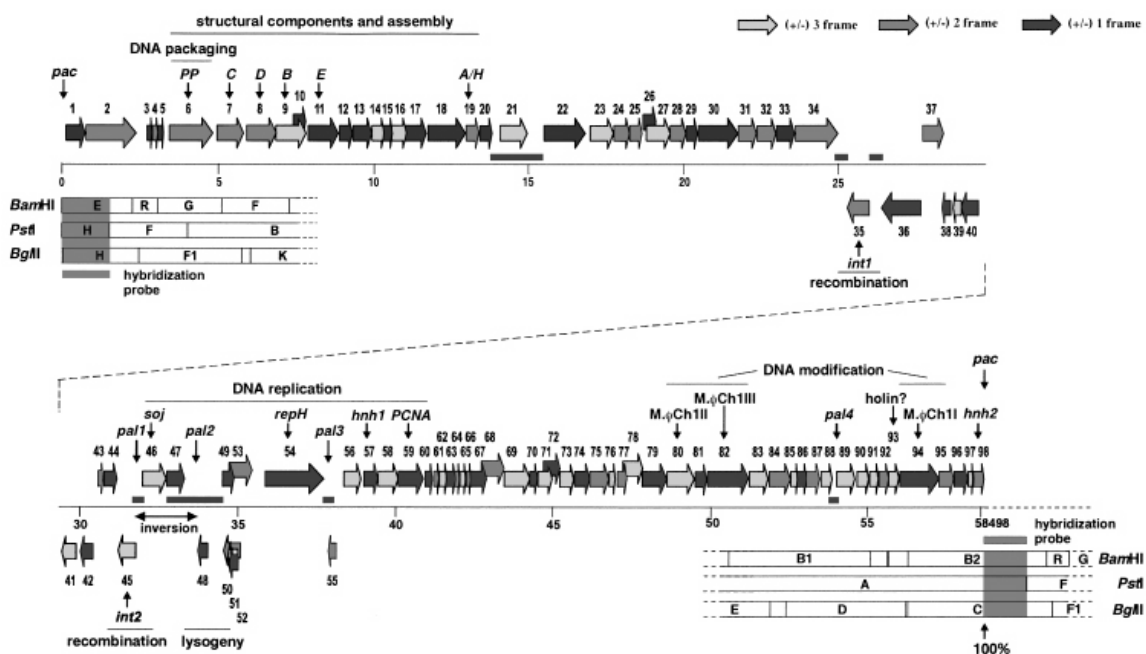 structural components and assembly
(+/-) 3 frame (+/-) 2 frame (+/-) 1 frame
DNA packaging
pac PP C D B E A/H
10 26
1 2 3 4 5 6 7 8 9 11 12 13 14 15 16 17 18 19 20 21 22 23 24 25 27 28 29 30 31 32 33 34 37
0 5 10 15 20 25
BamHI E R G F
PstI H F B
BglII H F1 K
35 36 38 39 40
hybridization
probe
int1
recombination
DNA replication
DNA modification
pac
soj repH hnh1 PCNA M.φCh1II M.φCh1III holin? M.φCh1I hnh2
pal1 pal2 pal3 pal4
43 44 46 47 49 53 54 56 57 58 59 60 61 62 63 64 65 66 67 68 69 70 71 72 73 74 75 76 77 78 79 80 81 82 83 84 85 86 87 88 89 90 91 92 93 94 95 96 97 98
30 35 40 45 50 55 58498
inversion
hybridization
probe
41 42 45 48 50 51 52 55
BamHI B1 B2 R G
PstI A F
BglII E D C F1
int2
recombination lysogeny
100%